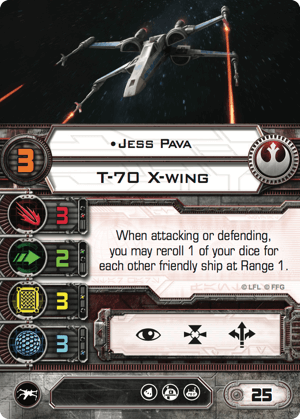 •Jess Pava
3
T-70 X-wing
3
2
3
3
When attacking or defending,
you may reroll 1 of your dice for
each other friendly ship at Range 1.
© LFL © FFG
25